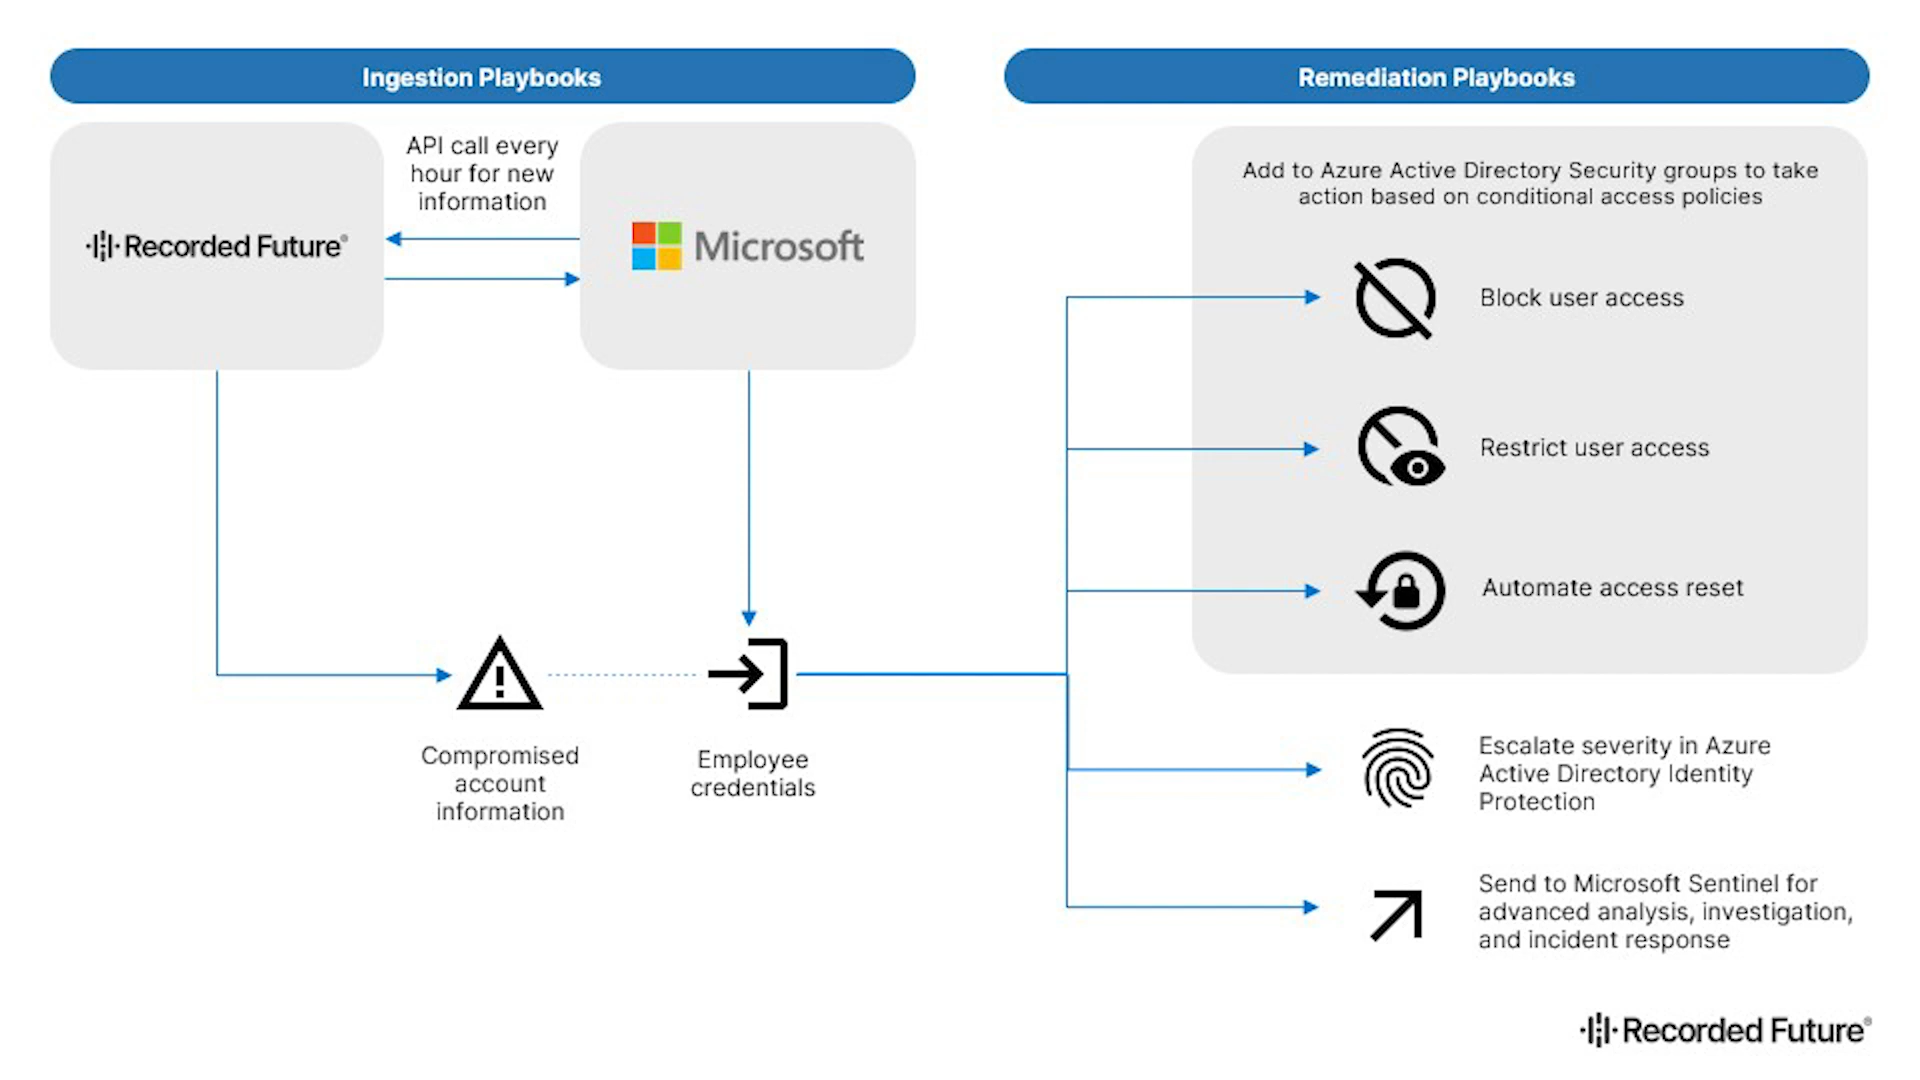 Ingestion Playbooks
Remediation Playbooks
Recorded Future®
API call every
hour for new
information
Microsoft
Compromised
account
information
Employee
credentials
Add to Azure Active Directory Security groups to take
action based on conditional access policies
Block user access
Restrict user access
Automate access reset
Escalate severity in Azure
Active Directory Identity
Protection
Send to Microsoft Sentinel for
advanced analysis, investigation,
and incident response
Recorded Future®